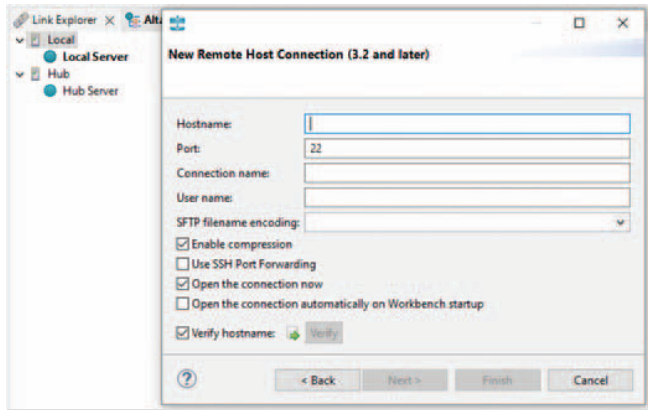 Link Explorer
Alta
Local
Local Server
Hub
Hub Server
New Remote Host Connection (3.2 and later)
Hostname:
Port: 22
Connection name:
User name:
SFTP filename encoding:
Enable compression
Use SSH Port Forwarding
Open the connection now
Open the connection automatically on Workbench startup
Verify hostname: Verify
? < Back Next > Finish Cancel